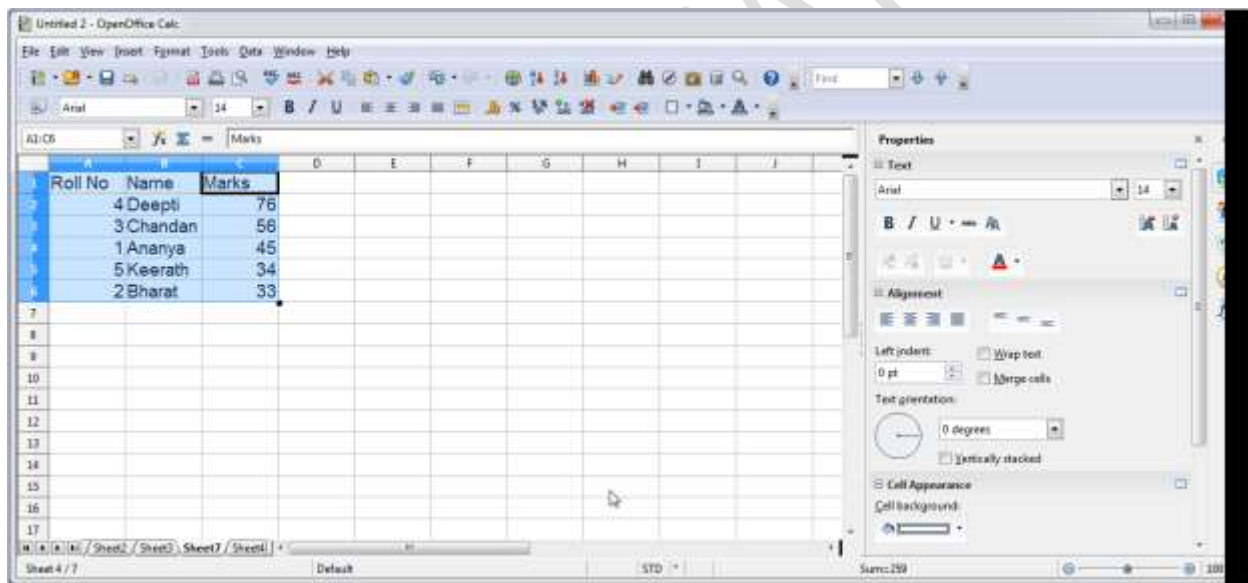 Untitled 2 - OpenOffice Calc
File Edit View Insert Format Tools Data Window Help
Find
Arial 14 B I U
A1:C6 = Marks
Properties
A B C D E F G H I J
Text
1 Roll No Name Marks
Arial 14
2 4 Deepti 76
B I U
3 3 Chandan 56
4 1 Ananya 45
5 5 Keerath 34
6 2 Bharat 33
Alignment
7
8
9
Left indent: Wrap text
10
0 pt Merge cells
11
Text orientation:
12
0 degrees
13
14
Vertically stacked
15
Cell Appearance
16
Cell background:
17
Sheet2 Sheet3 Sheet7 Sheet4
Sheet 4 / 7 Default STD * Sum=259 100